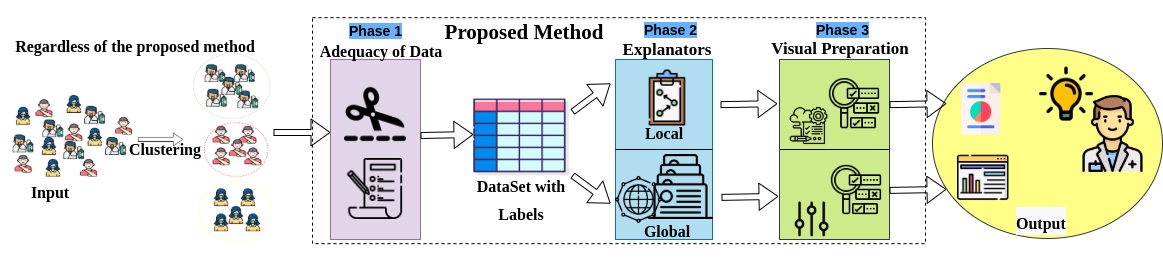 Regardless of the proposed method
Input
Clustering
Phase 1
Adequacy of Data
Proposed Method
DataSet with
Labels
Phase 2
Explanators
Local
Global
Phase 3
Visual Preparation
Output